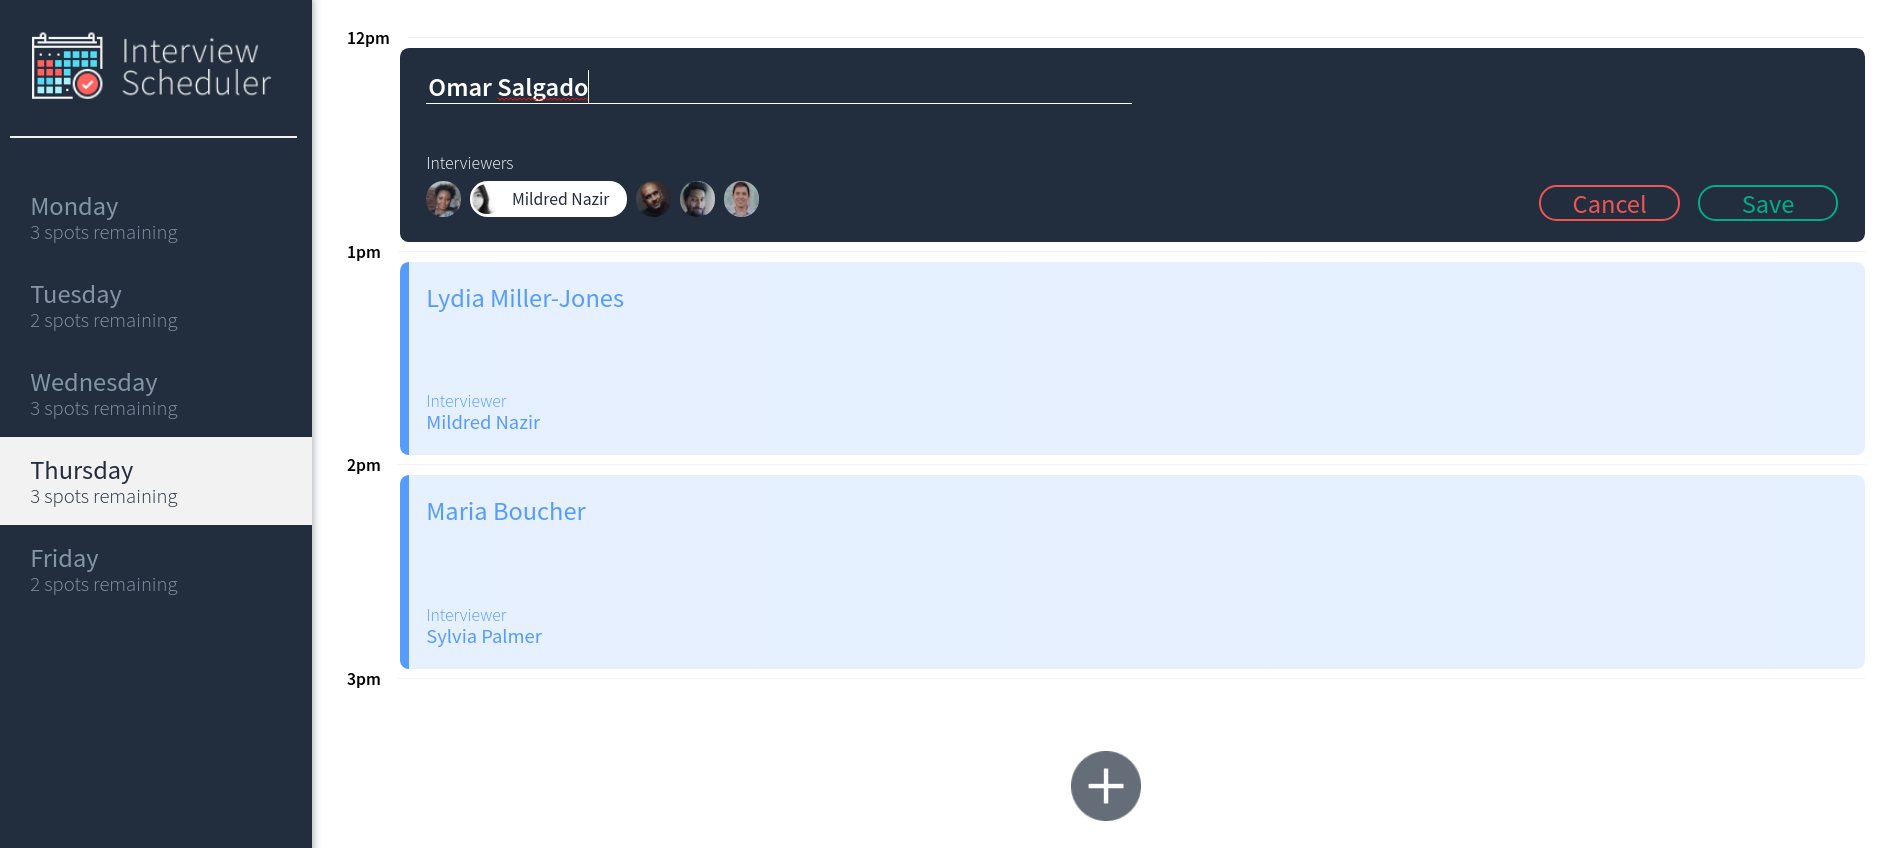 Interview
Scheduler
Monday
3 spots remaining
Tuesday
2 spots remaining
Wednesday
3 spots remaining
Thursday
3 spots remaining
Friday
2 spots remaining
12pm
Omar Salgado
Interviewers
Mildred Nazir
Cancel
Save
1pm
Lydia Miller-Jones
Interviewer
Mildred Nazir
2pm
Maria Boucher
Interviewer
Sylvia Palmer
3pm